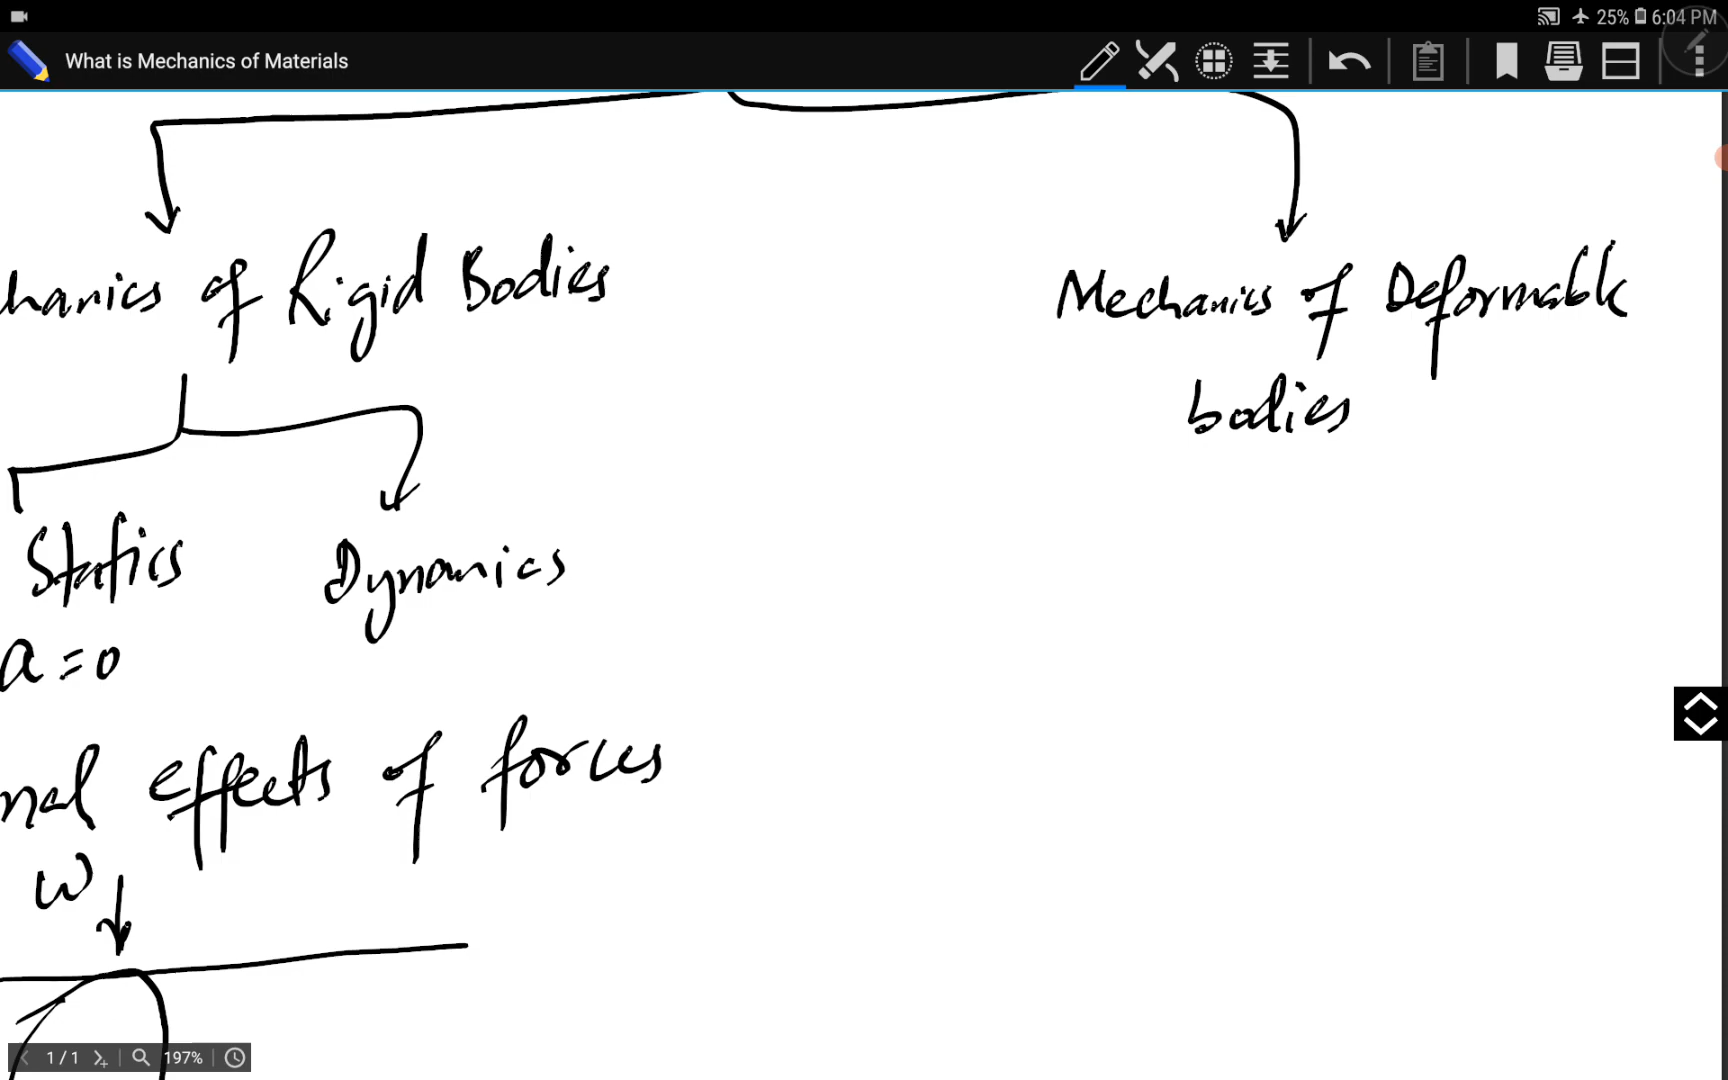 25% 6:04 PM
What is Mechanics of Materials
hanics of Rigid Bodies
Mechanics of Deformable
bodies
Statics
Dynamics
a = 0
nal effects of forces
W
1 / 1
197%